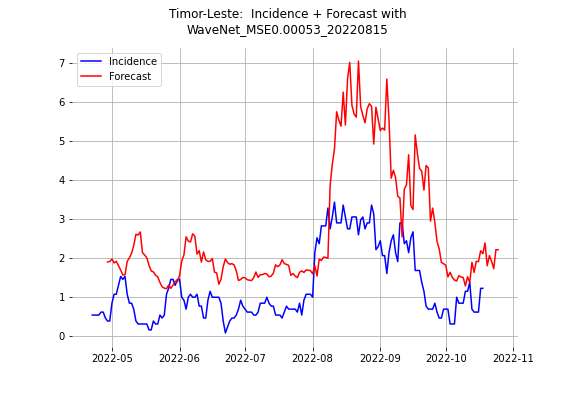 Timor-Leste:  Incidence + Forecast with
WaveNet_MSE0.00053_20220815
Incidence
Forecast
7
6
5
4
3
2
1
0
2022-05 2022-06 2022-07 2022-08 2022-09 2022-10 2022-11